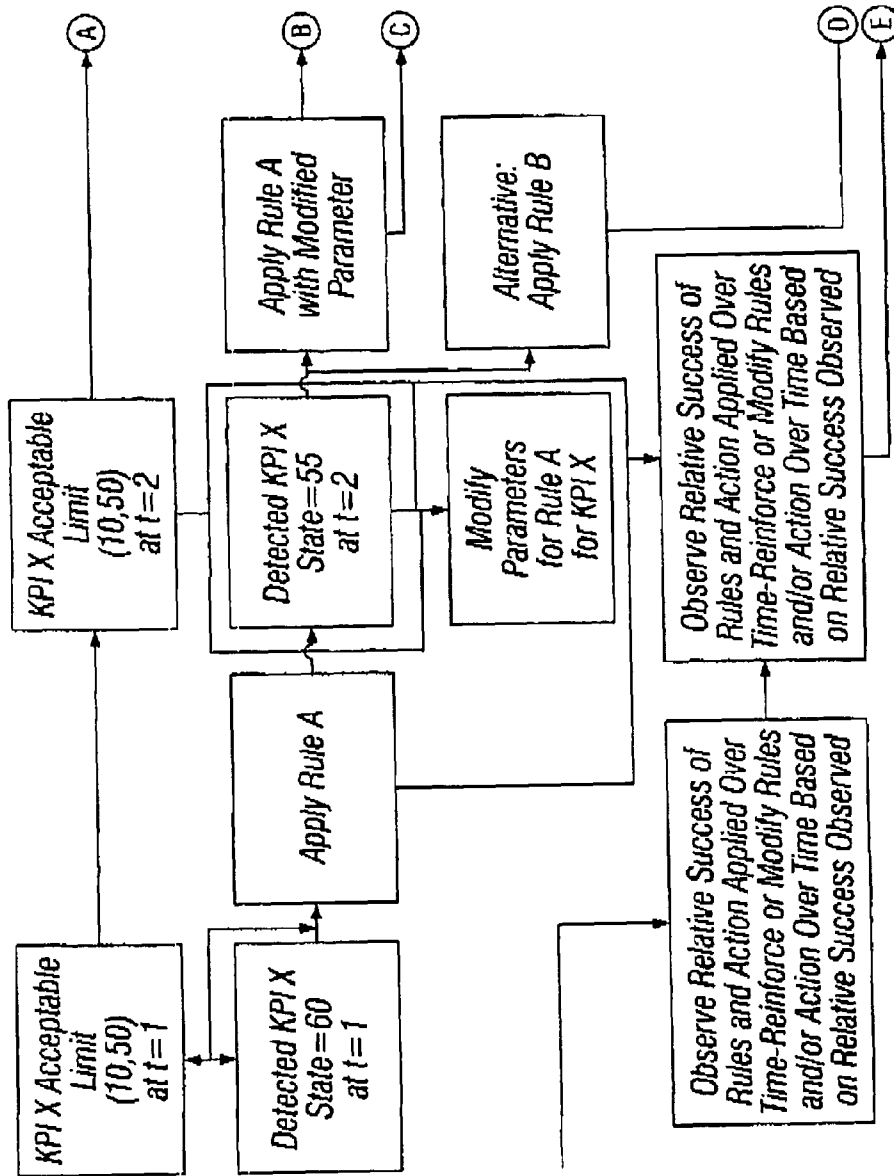 KPI X Acceptable
Limit
(10,50)
at t=1
KPI X Acceptable
Limit
(10,50)
at t=2
A
Detected KPI X
State=60
at t=1
Apply Rule A
Detected KPI X
State=55
at t=2
Apply Rule A
with Modified
Parameter
B
C
Modify
Parameters
for Rule A
for KPI X
Alternative:
Apply Rule B
D
Observe Relative Success of
Rules and Action Applied Over
Time-Reinforce or Modify Rules
and/or Action Over Time Based
on Relative Success Observed
Observe Relative Success of
Rules and Action Applied Over
Time-Reinforce or Modify Rules
and/or Action Over Time Based
on Relative Success Observed
E